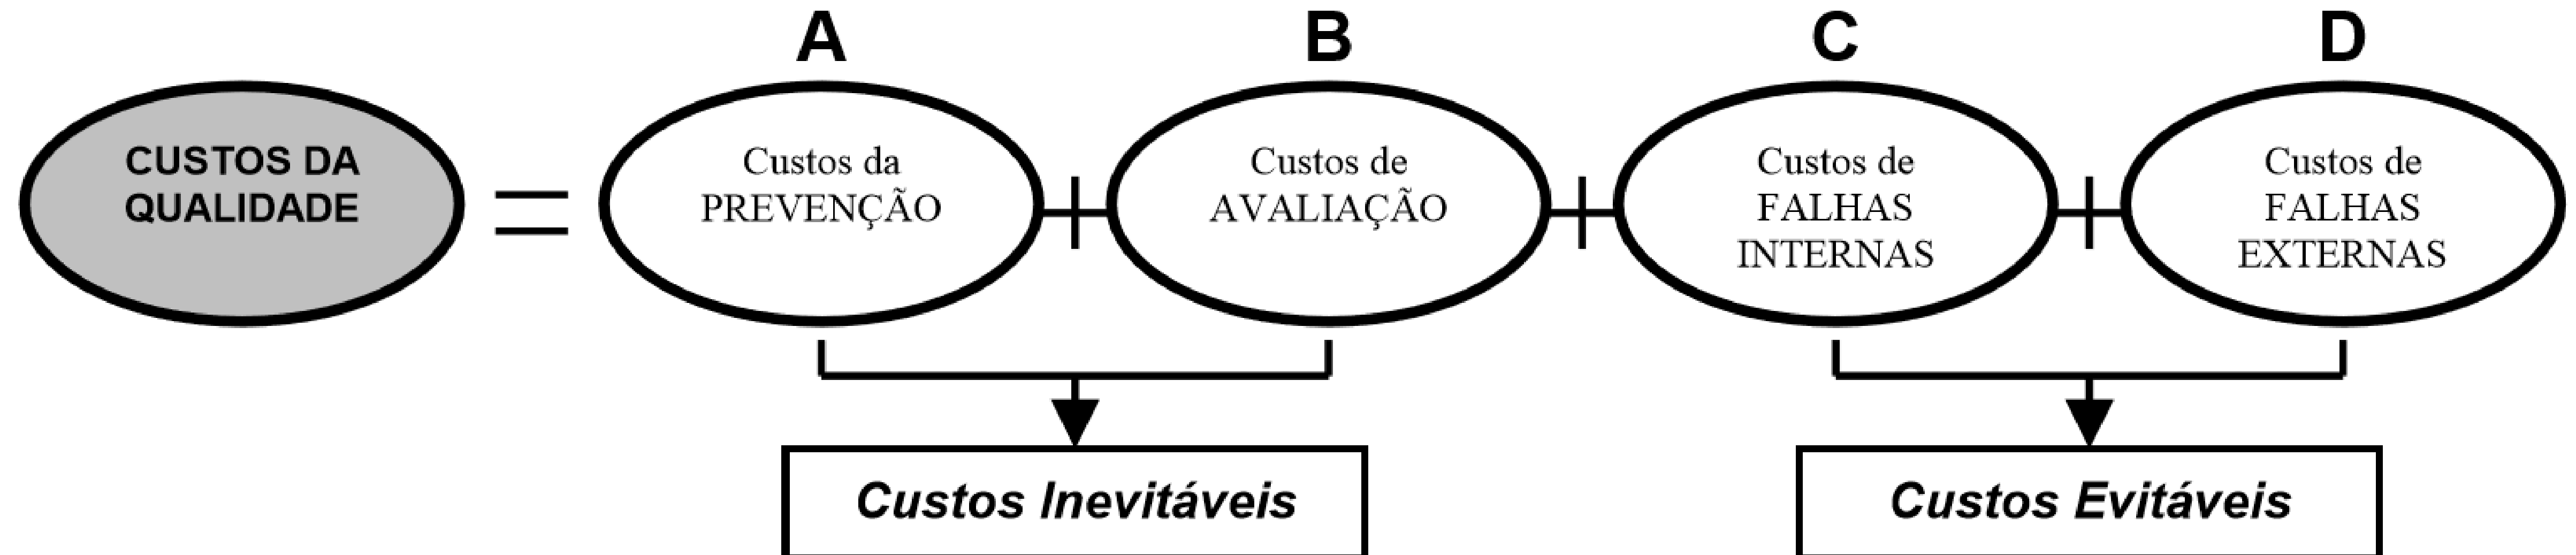 A
B
C
D
CUSTOS DA
QUALIDADE
=
Custos da
PREVENÇÃO
+
Custos de
AVALIAÇÃO
+
Custos de
FALHAS
INTERNAS
+
Custos de
FALHAS
EXTERNAS
Custos Inevitáveis
Custos Evitáveis